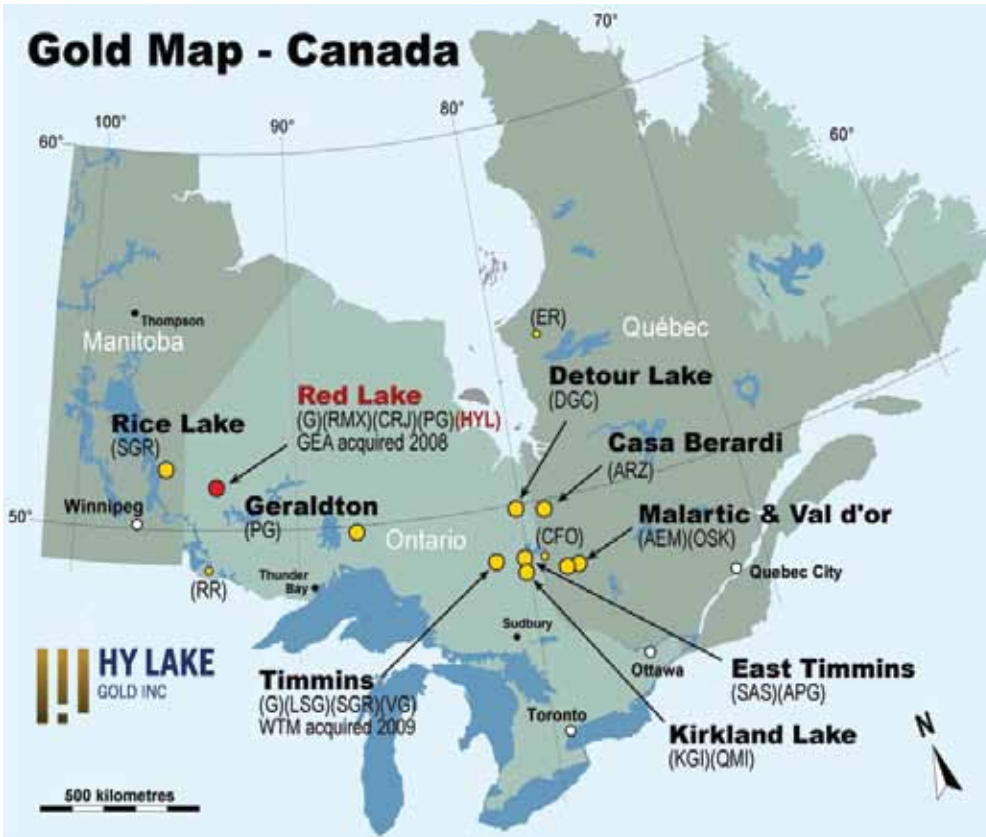 Gold Map - Canada
70°
80°
90°
100°
60°
60°
50°
Thompson
Manitoba
(ER)
Québec
Detour Lake
(DGC)
Red Lake
(G)(RMX)(CRJ)(PG)(HYL)
GEA acquired 2008
Rice Lake
(SGR)
Casa Berardi
(ARZ)
Winnipeg
Geraldton
(PG)
Ontario
(CFO)
Malartic & Val d'or
(AEM)(OSK)
(RR)
Thunder
Bay
Quebec City
Sudbury
Ottawa
HY LAKE
GOLD INC
Timmins
(G)(LSG)(SGR)(VG)
WTM acquired 2009
East Timmins
(SAS)(APG)
Toronto
Kirkland Lake
(KGI)(QMI)
N
500 kilometres